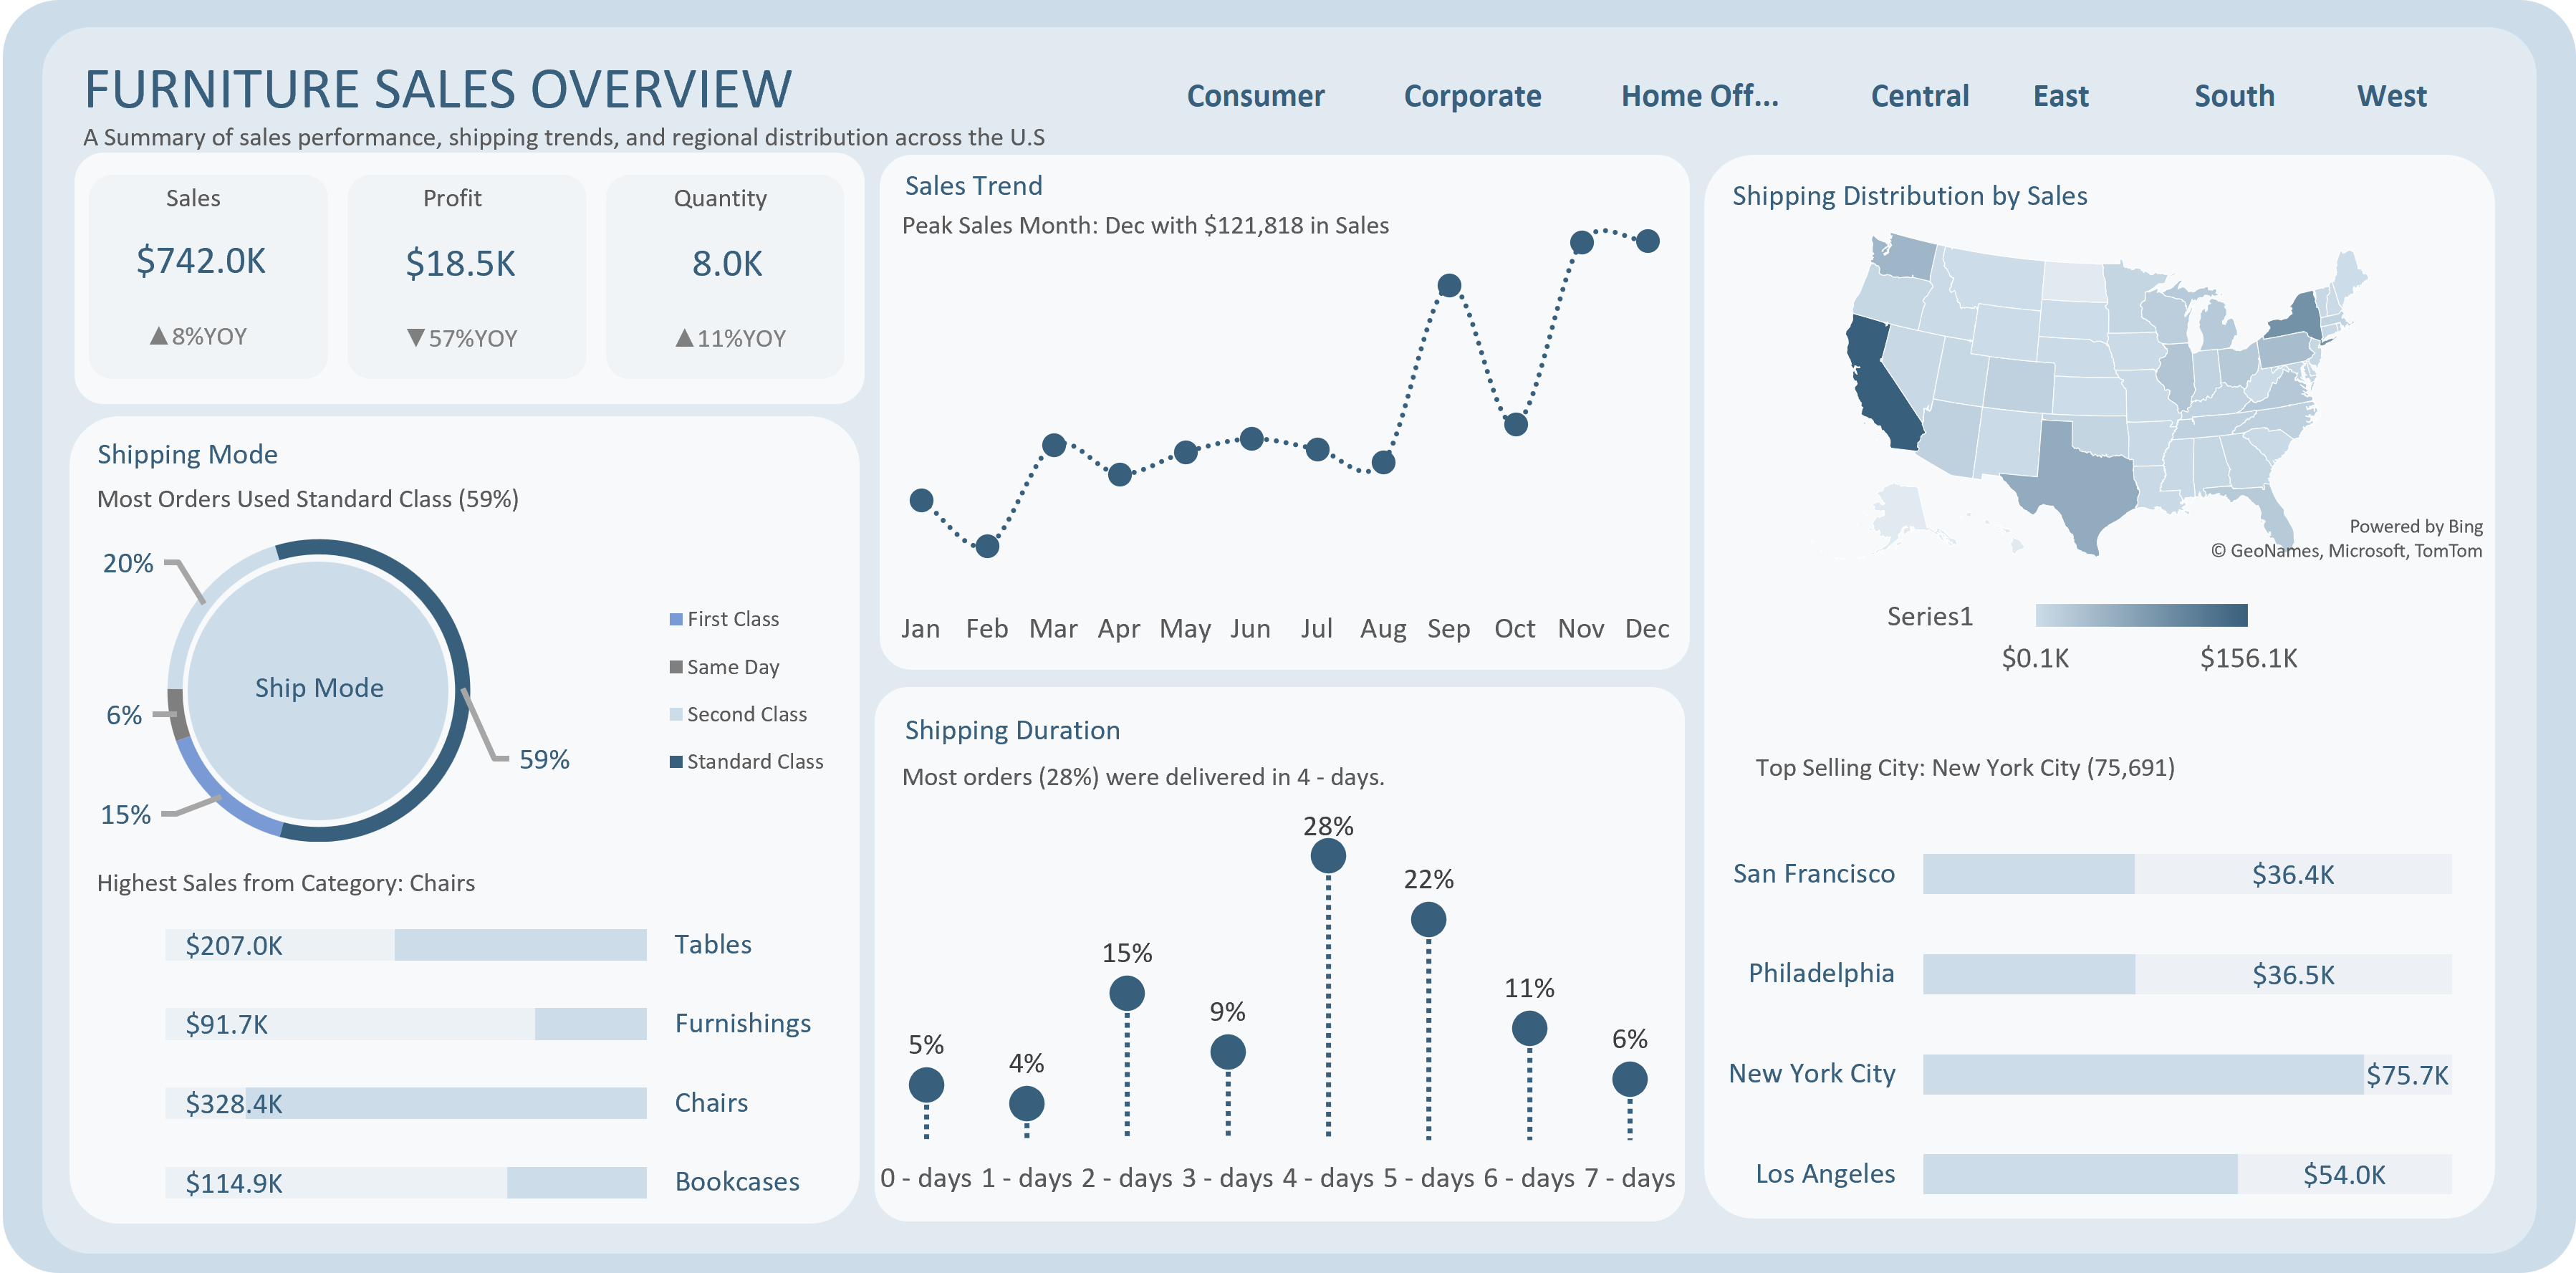 FURNITURE SALES OVERVIEW
A Summary of sales performance, shipping trends, and regional distribution across the U.S
Consumer Corporate Home Off... Central East South West
Sales
$742.0K
▲8%YOY
Profit
$18.5K
▼57%YOY
Quantity
8.0K
▲11%YOY
Shipping Mode
Most Orders Used Standard Class (59%)
20%
6%
15%
59%
Ship Mode
First Class
Same Day
Second Class
Standard Class
Highest Sales from Category: Chairs
$207.0K Tables
$91.7K Furnishings
$328.4K Chairs
$114.9K Bookcases
Sales Trend
Peak Sales Month: Dec with $121,818 in Sales
Jan Feb Mar Apr May Jun Jul Aug Sep Oct Nov Dec
Shipping Duration
Most orders (28%) were delivered in 4 - days.
5% 4% 15% 9% 28% 22% 11% 6%
0 - days 1 - days 2 - days 3 - days 4 - days 5 - days 6 - days 7 - days
Shipping Distribution by Sales
Powered by Bing
© GeoNames, Microsoft, TomTom
Series1
$0.1K $156.1K
Top Selling City: New York City (75,691)
San Francisco $36.4K
Philadelphia $36.5K
New York City $75.7K
Los Angeles $54.0K